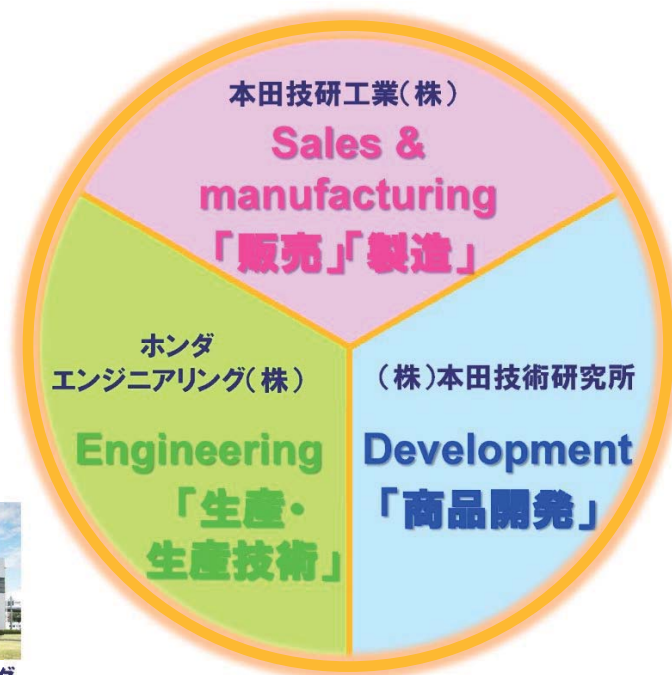 本田技研工業(株)
Sales &
manufacturing
「販売」「製造」
ホンダ
エンジニアリング(株)
Engineering
「生産・
生産技術」
(株)本田技術研究所
Development
「商品開発」